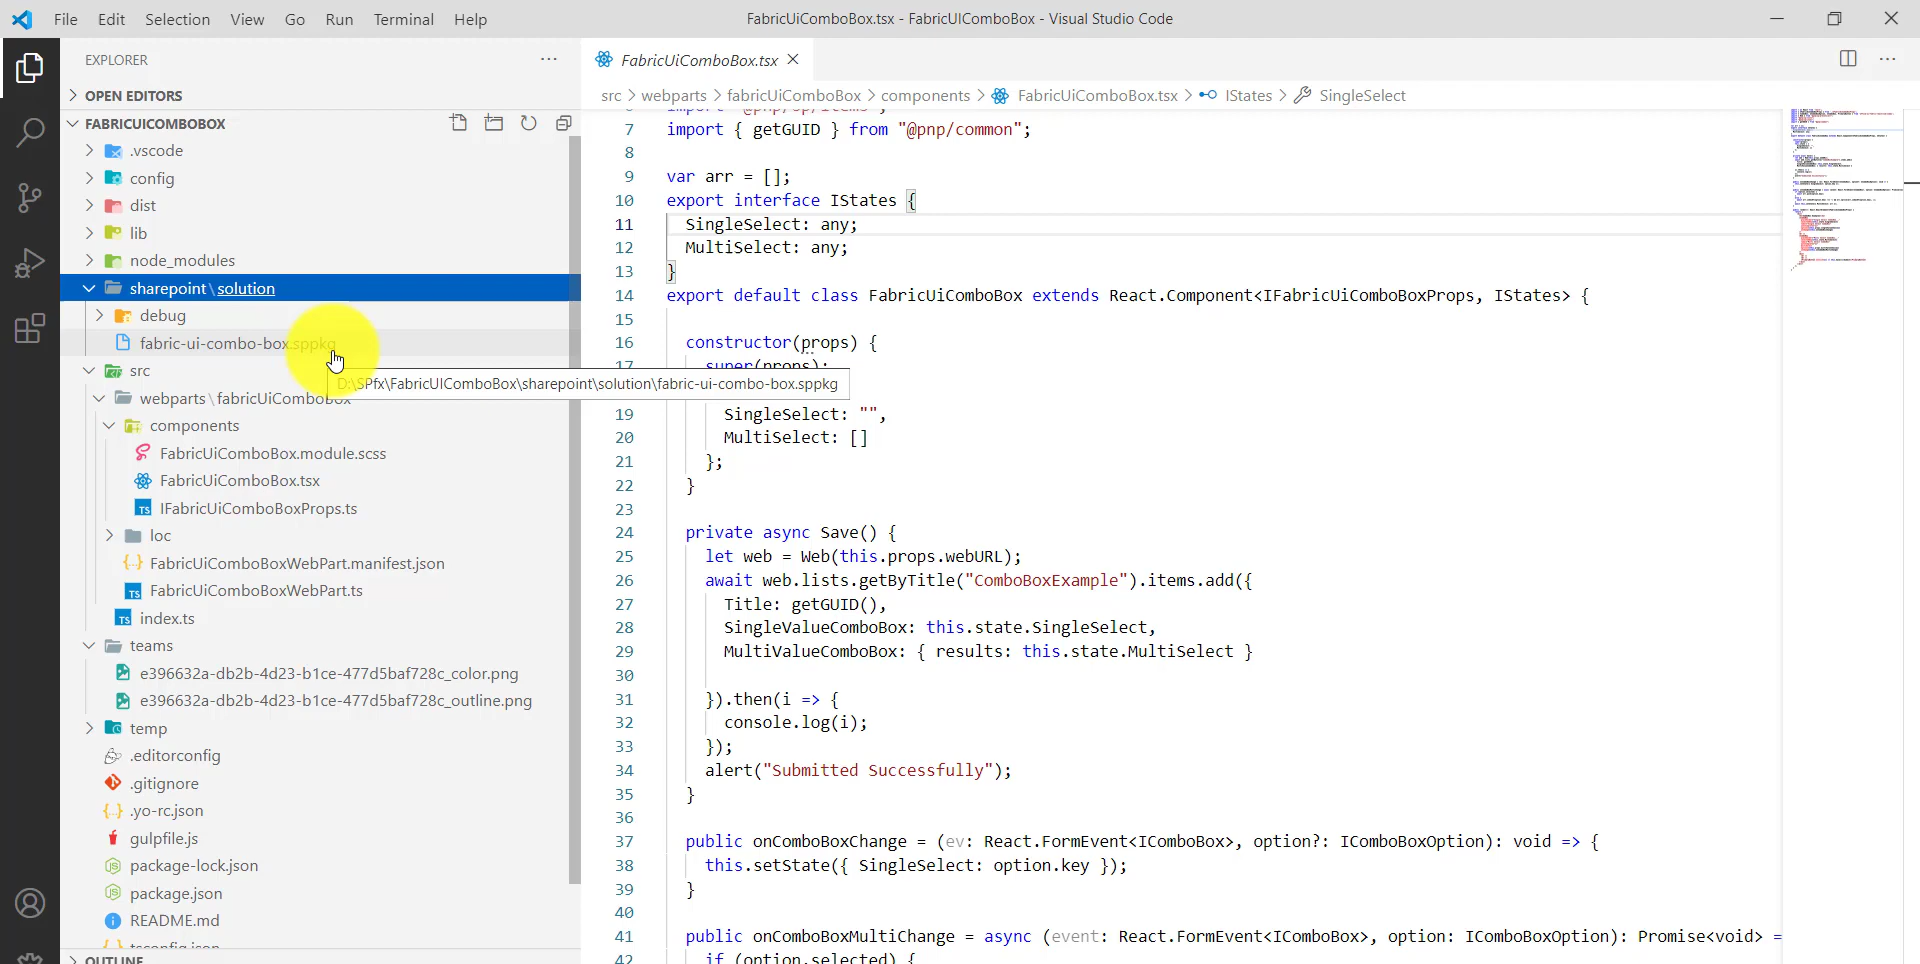 File Edit Selection View Go Run Terminal Help
FabricUiComboBox.tsx - FabricUIComboBox - Visual Studio Code
EXPLORER
OPEN EDITORS
FABRICUICOMBOBOX
.vscode
config
dist
lib
node_modules
sharepoint\solution
debug
fabric-ui-combo-box.sppkg
D:\SPfx\FabricUIComboBox\sharepoint\solution\fabric-ui-combo-box.sppkg
src
webparts\fabricUiComboBox
components
FabricUiComboBox.module.scss
FabricUiComboBox.tsx
IFabricUiComboBoxProps.ts
loc
FabricUiComboBoxWebPart.manifest.json
FabricUiComboBoxWebPart.ts
index.ts
teams
e396632a-db2b-4d23-b1ce-477d5baf728c_color.png
e396632a-db2b-4d23-b1ce-477d5baf728c_outline.png
temp
.editorconfig
.gitignore
.yo-rc.json
gulpfile.js
package-lock.json
package.json
README.md
tsconfig.json
OUTLINE
FabricUiComboBox.tsx
src > webparts > fabricUiComboBox > components > FabricUiComboBox.tsx > IStates > SingleSelect
7 import { getGUID } from "@pnp/common";
8
9 var arr = [];
10 export interface IStates {
11 SingleSelect: any;
12 MultiSelect: any;
13 }
14 export default class FabricUiComboBox extends React.Component<IFabricUiComboBoxProps, IStates> {
15
16 constructor(props) {
17 super(props);
19 SingleSelect: "",
20 MultiSelect: []
21 };
22 }
23
24 private async Save() {
25 let web = Web(this.props.webURL);
26 await web.lists.getByTitle("ComboBoxExample").items.add({
27 Title: getGUID(),
28 SingleValueComboBox: this.state.SingleSelect,
29 MultiValueComboBox: { results: this.state.MultiSelect }
30
31 }).then(i => {
32 console.log(i);
33 });
34 alert("Submitted Successfully");
35 }
36
37 public onComboBoxChange = (ev: React.FormEvent<IComboBox>, option?: IComboBoxOption): void => {
38 this.setState({ SingleSelect: option.key });
39 }
40
41 public onComboBoxMultiChange = async (event: React.FormEvent<IComboBox>, option: IComboBoxOption): Promise<void> =
42 if (option.selected) {